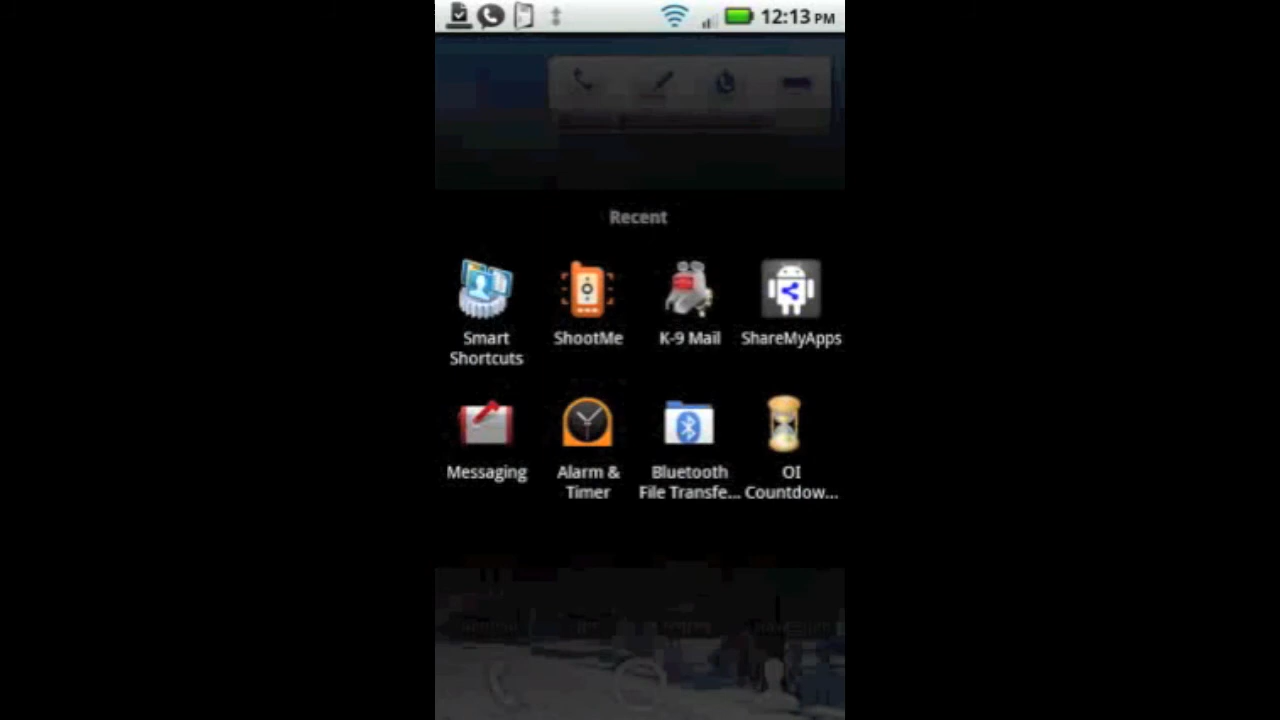 12:13 PM
Recent
Smart
Shortcuts
ShootMe
K-9 Mail
ShareMyApps
Messaging
Alarm &
Timer
Bluetooth
File Transfe...
OI
Countdow...